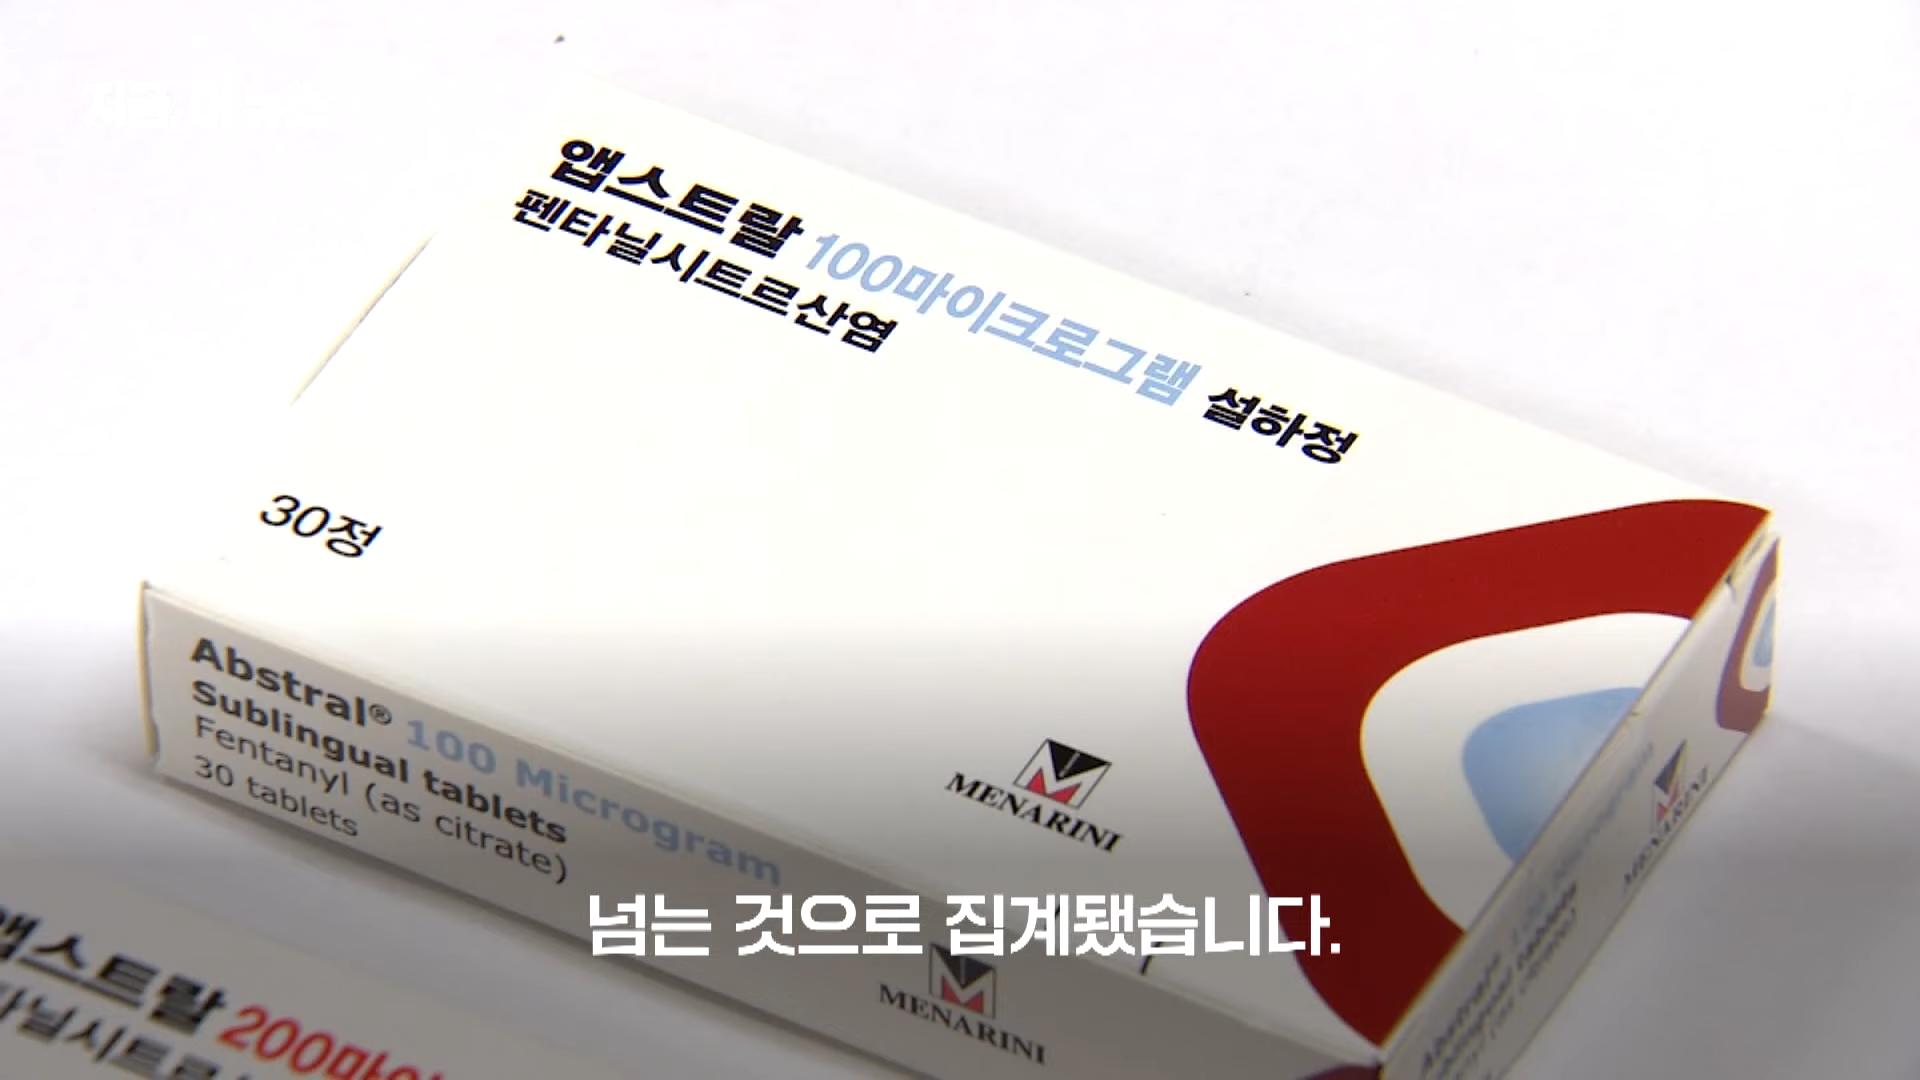 앱스트랄 100마이크로그램 설하정
펜타닐시트르산염
30정
MENARINI
Abstral® 100 Microgram
Sublingual tablets
Fentanyl (as citrate)
30 tablets
MENARINI
MENARINI
앱스트랄 200마이
넘는 것으로 집계됐습니다.